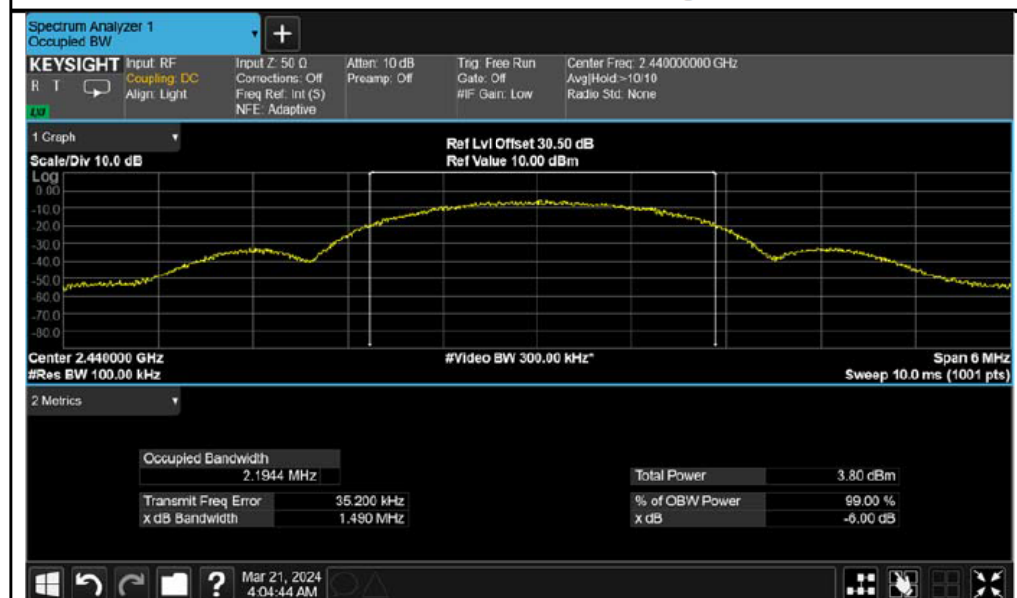 Spectrum Analyzer 1
Occupied BW
+
KEYSIGHT
R T
Input: RF
Coupling: DC
Align: Light
Input Z: 50 Ω
Corrections: Off
Freq Ref: Int (S)
NFE: Adaptive
Atten: 10 dB
Preamp: Off
Trig: Free Run
Gate: Off
#IF Gain: Low
Center Freq: 2.440000000 GHz
Avg|Hold:>10/10
Radio Std: None
1 Graph
Scale/Div 10.0 dB
Ref Lvl Offset 30.50 dB
Ref Value 10.00 dBm
Log
0.00
-10.0
-20.0
-30.0
-40.0
-50.0
-60.0
-70.0
-80.0
Center 2.440000 GHz
#Res BW 100.00 kHz
#Video BW 300.00 kHz*
Span 6 MHz
Sweep 10.0 ms (1001 pts)
2 Metrics
Occupied Bandwidth
2.1944 MHz
Transmit Freq Error 35.200 kHz
x dB Bandwidth 1.490 MHz
Total Power 3.80 dBm
% of OBW Power 99.00 %
x dB -6.00 dB
?
Mar 21, 2024
4:04:44 AM